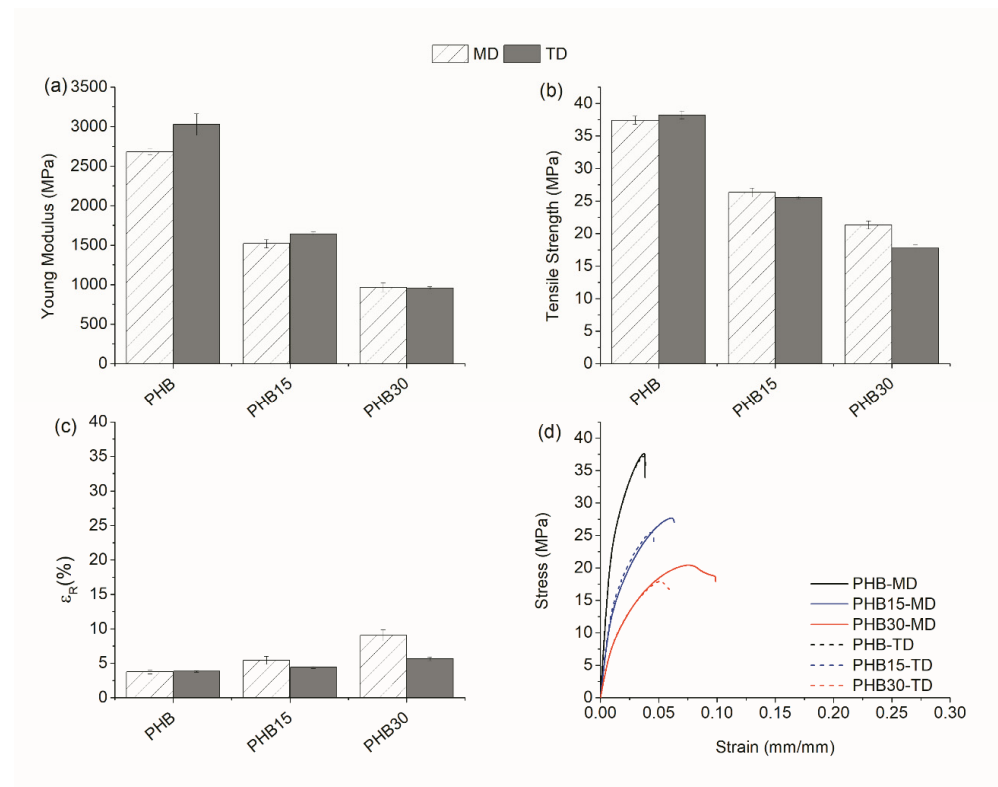 MD TD
(a)
Young Modulus (MPa)
3500
3000
2500
2000
1500
1000
500
0
PHB
PHB15
PHB30
(b)
Tensile Strength (MPa)
40
35
30
25
20
15
10
5
0
PHB
PHB15
PHB30
(c)
εR(%)
40
35
30
25
20
15
10
5
0
PHB
PHB15
PHB30
(d)
Stress (MPa)
40
35
30
25
20
15
10
5
0
0.00 0.05 0.10 0.15 0.20 0.25 0.30
Strain (mm/mm)
PHB-MD
PHB15-MD
PHB30-MD
PHB-TD
PHB15-TD
PHB30-TD